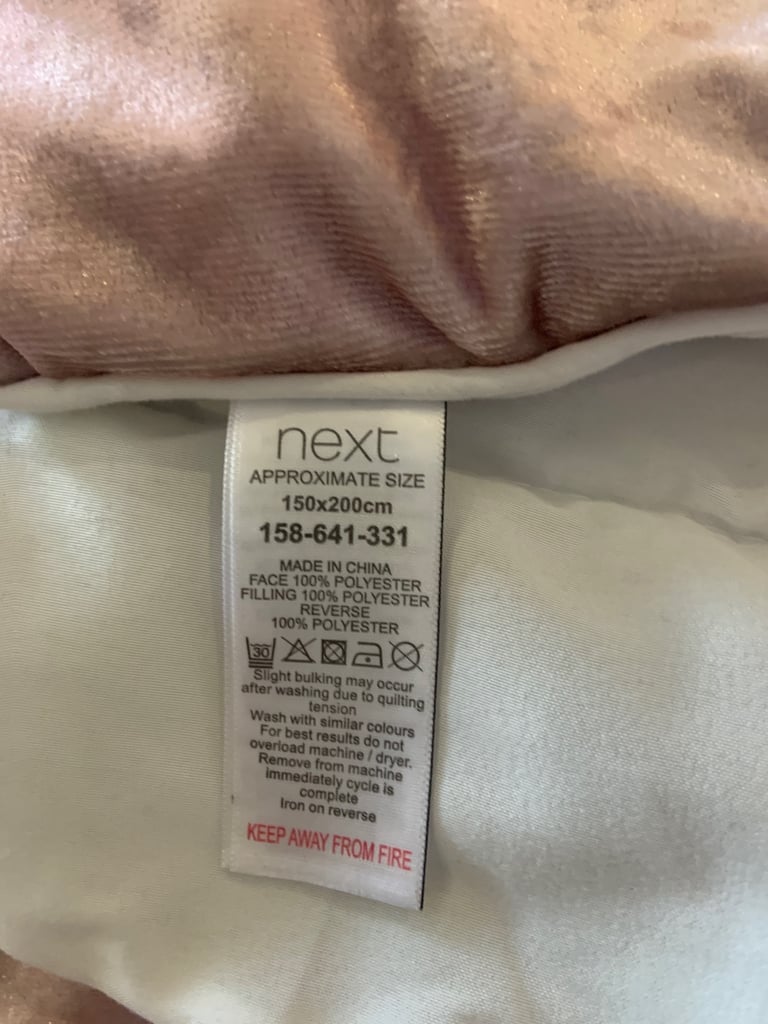 next
APPROXIMATE SIZE
150x200cm
158-641-331
MADE IN CHINA
FACE 100% POLYESTER
FILLING 100% POLYESTER
REVERSE
100% POLYESTER
30
Slight bulking may occur
after washing due to quilting
tension
Wash with similar colours
For best results do not
overload machine / dryer.
Remove from machine
immediately cycle is
complete
Iron on reverse
KEEP AWAY FROM FIRE